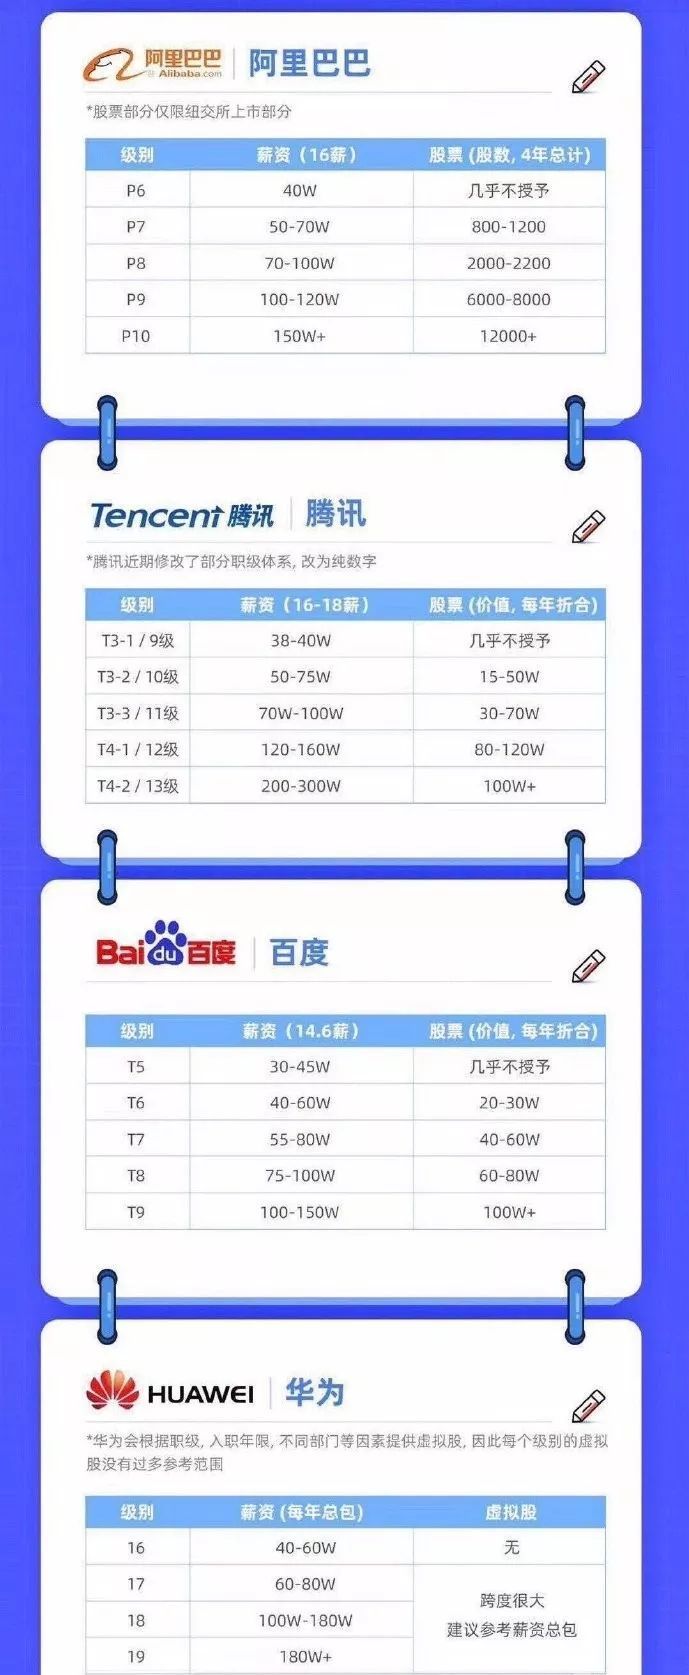 阿里巴巴
Alibaba.com
阿里巴巴
*股票部分仅限纽交所上市部分
级别 薪资（16薪） 股票 (股数, 4年总计)
P6 40W 几乎不授予
P7 50-70W 800-1200
P8 70-100W 2000-2200
P9 100-120W 6000-8000
P10 150W+ 12000+
Tencent 腾讯 腾讯
*腾讯近期修改了部分职级体系, 改为纯数字
级别 薪资（16-18薪） 股票 (价值, 每年折合)
T3-1 / 9级 38-40W 几乎不授予
T3-2 / 10级 50-75W 15-50W
T3-3 / 11级 70W-100W 30-70W
T4-1 / 12级 120-160W 80-120W
T4-2 / 13级 200-300W 100W+
Bai du 百度 百度
级别 薪资（14.6薪） 股票 (价值, 每年折合)
T5 30-45W 几乎不授予
T6 40-60W 20-30W
T7 55-80W 40-60W
T8 75-100W 60-80W
T9 100-150W 100W+
HUAWEI 华为
*华为会根据职级, 入职年限, 不同部门等因素提供虚拟股, 因此每个级别的虚拟
股没有过多参考范围
级别 薪资 (每年总包) 虚拟股
16 40-60W 无
17 60-80W
18 100W-180W
19 180W+
跨度很大
建议参考薪资总包